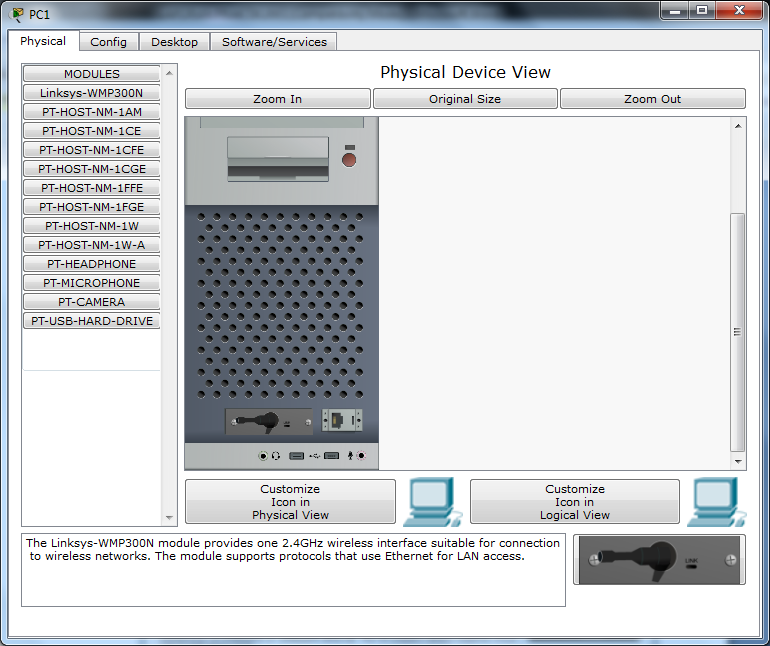 PC1
Physical
Config
Desktop
Software/Services
MODULES
Linksys-WMP300N
PT-HOST-NM-1AM
PT-HOST-NM-1CE
PT-HOST-NM-1CFE
PT-HOST-NM-1CGE
PT-HOST-NM-1FFE
PT-HOST-NM-1FGE
PT-HOST-NM-1W
PT-HOST-NM-1W-A
PT-HEADPHONE
PT-MICROPHONE
PT-CAMERA
PT-USB-HARD-DRIVE
Physical Device View
Zoom In
Original Size
Zoom Out
Customize
Icon in
Physical View
Customize
Icon in
Logical View
The Linksys-WMP300N module provides one 2.4GHz wireless interface suitable for connection
to wireless networks. The module supports protocols that use Ethernet for LAN access.
LINK